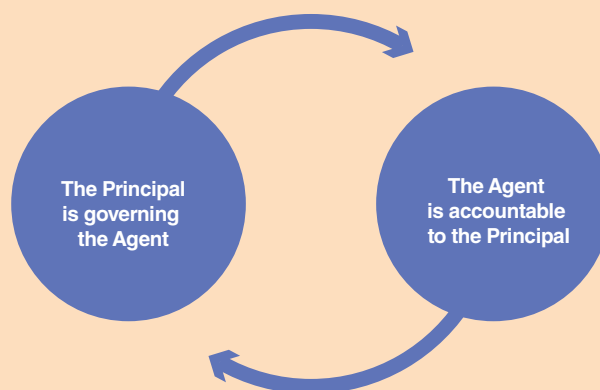 The Principal
is governing
the Agent
The Agent
is accountable
to the Principal